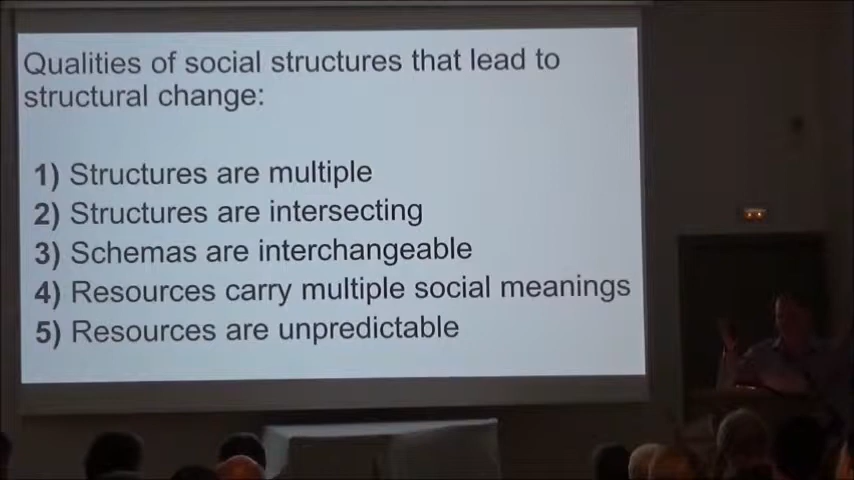 Qualities of social structures that lead to
structural change:
1) Structures are multiple
2) Structures are intersecting
3) Schemas are interchangeable
4) Resources carry multiple social meanings
5) Resources are unpredictable